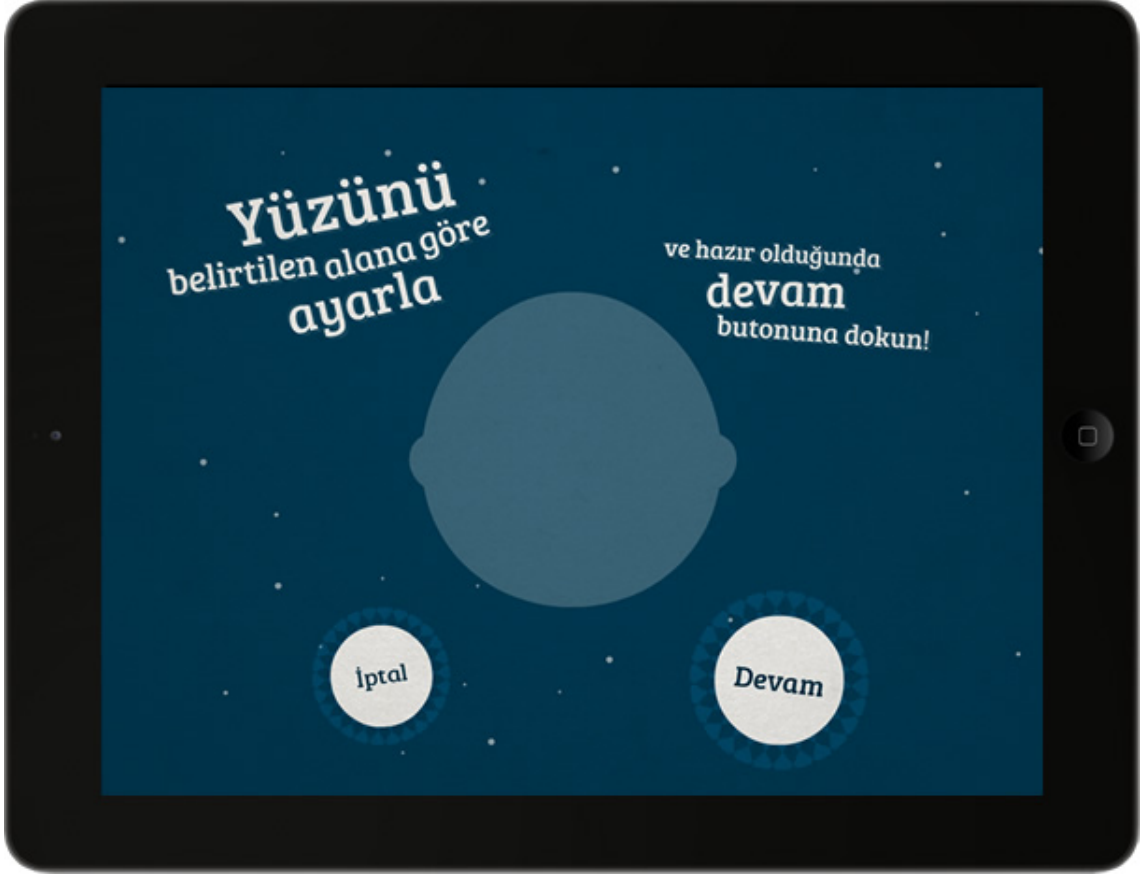 Yüzünü
belirtilen alana göre
ayarla
ve hazır olduğunda
devam
butonuna dokun!
İptal
Devam